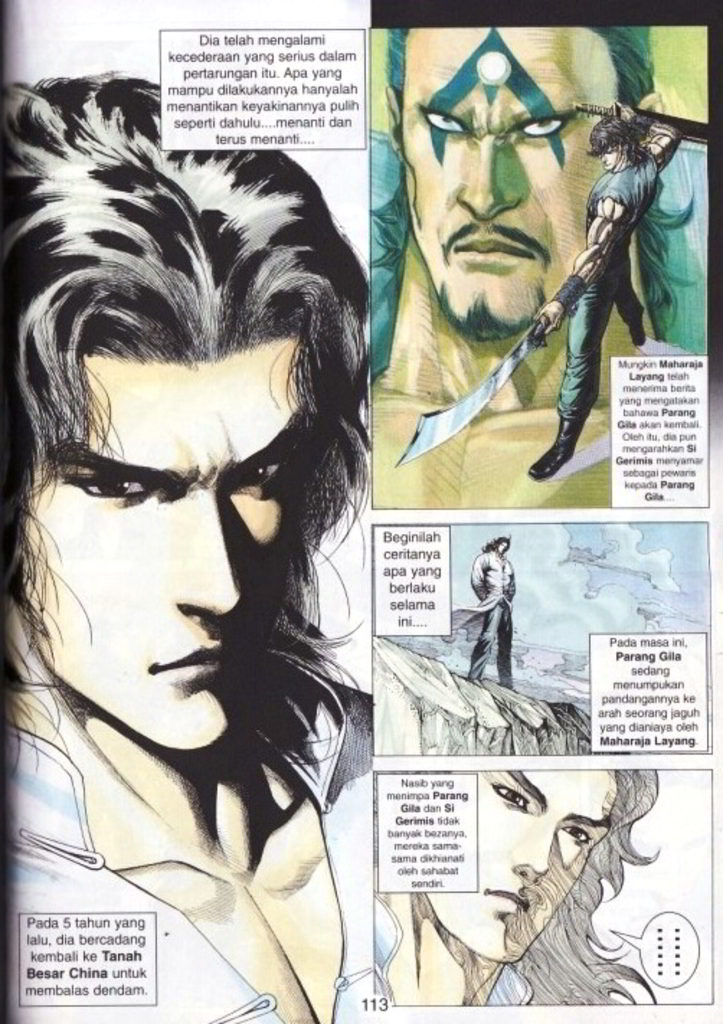 Dia telah mengalami
kecederaan yang serius dalam
pertarungan itu. Apa yang
mampu dilakukannya hanyalah
menantikan keyakinannya pulih
seperti dahulu....menanti dan
terus menanti....
Pada 5 tahun yang
lalu, dia bercadang
kembali ke Tanah
Besar China untuk
membalas dendam.
Mungkin Maharaja
Layang telah
menerima berita
yang mengatakan
bahawa Parang
Gila akan kembali.
Oleh itu, dia pun
mengarahkan Si
Gerimis menyamar
sebagai Parang
kepada Parang
Gila....
Beginilah
ceritanya
apa yang
berlaku
selama
ini....
Pada masa ini,
Parang Gila
sedang
menumpukan
pandangannya ke
arah seorang jaguh
yang dianiaya oleh
Maharaja Layang.
Nasib yang
menimpa Parang
Gila dan Si
Gerimis tidak
banyak bezanya,
mereka sama-
sama dikhianati
oleh sahabat
sendiri.
113